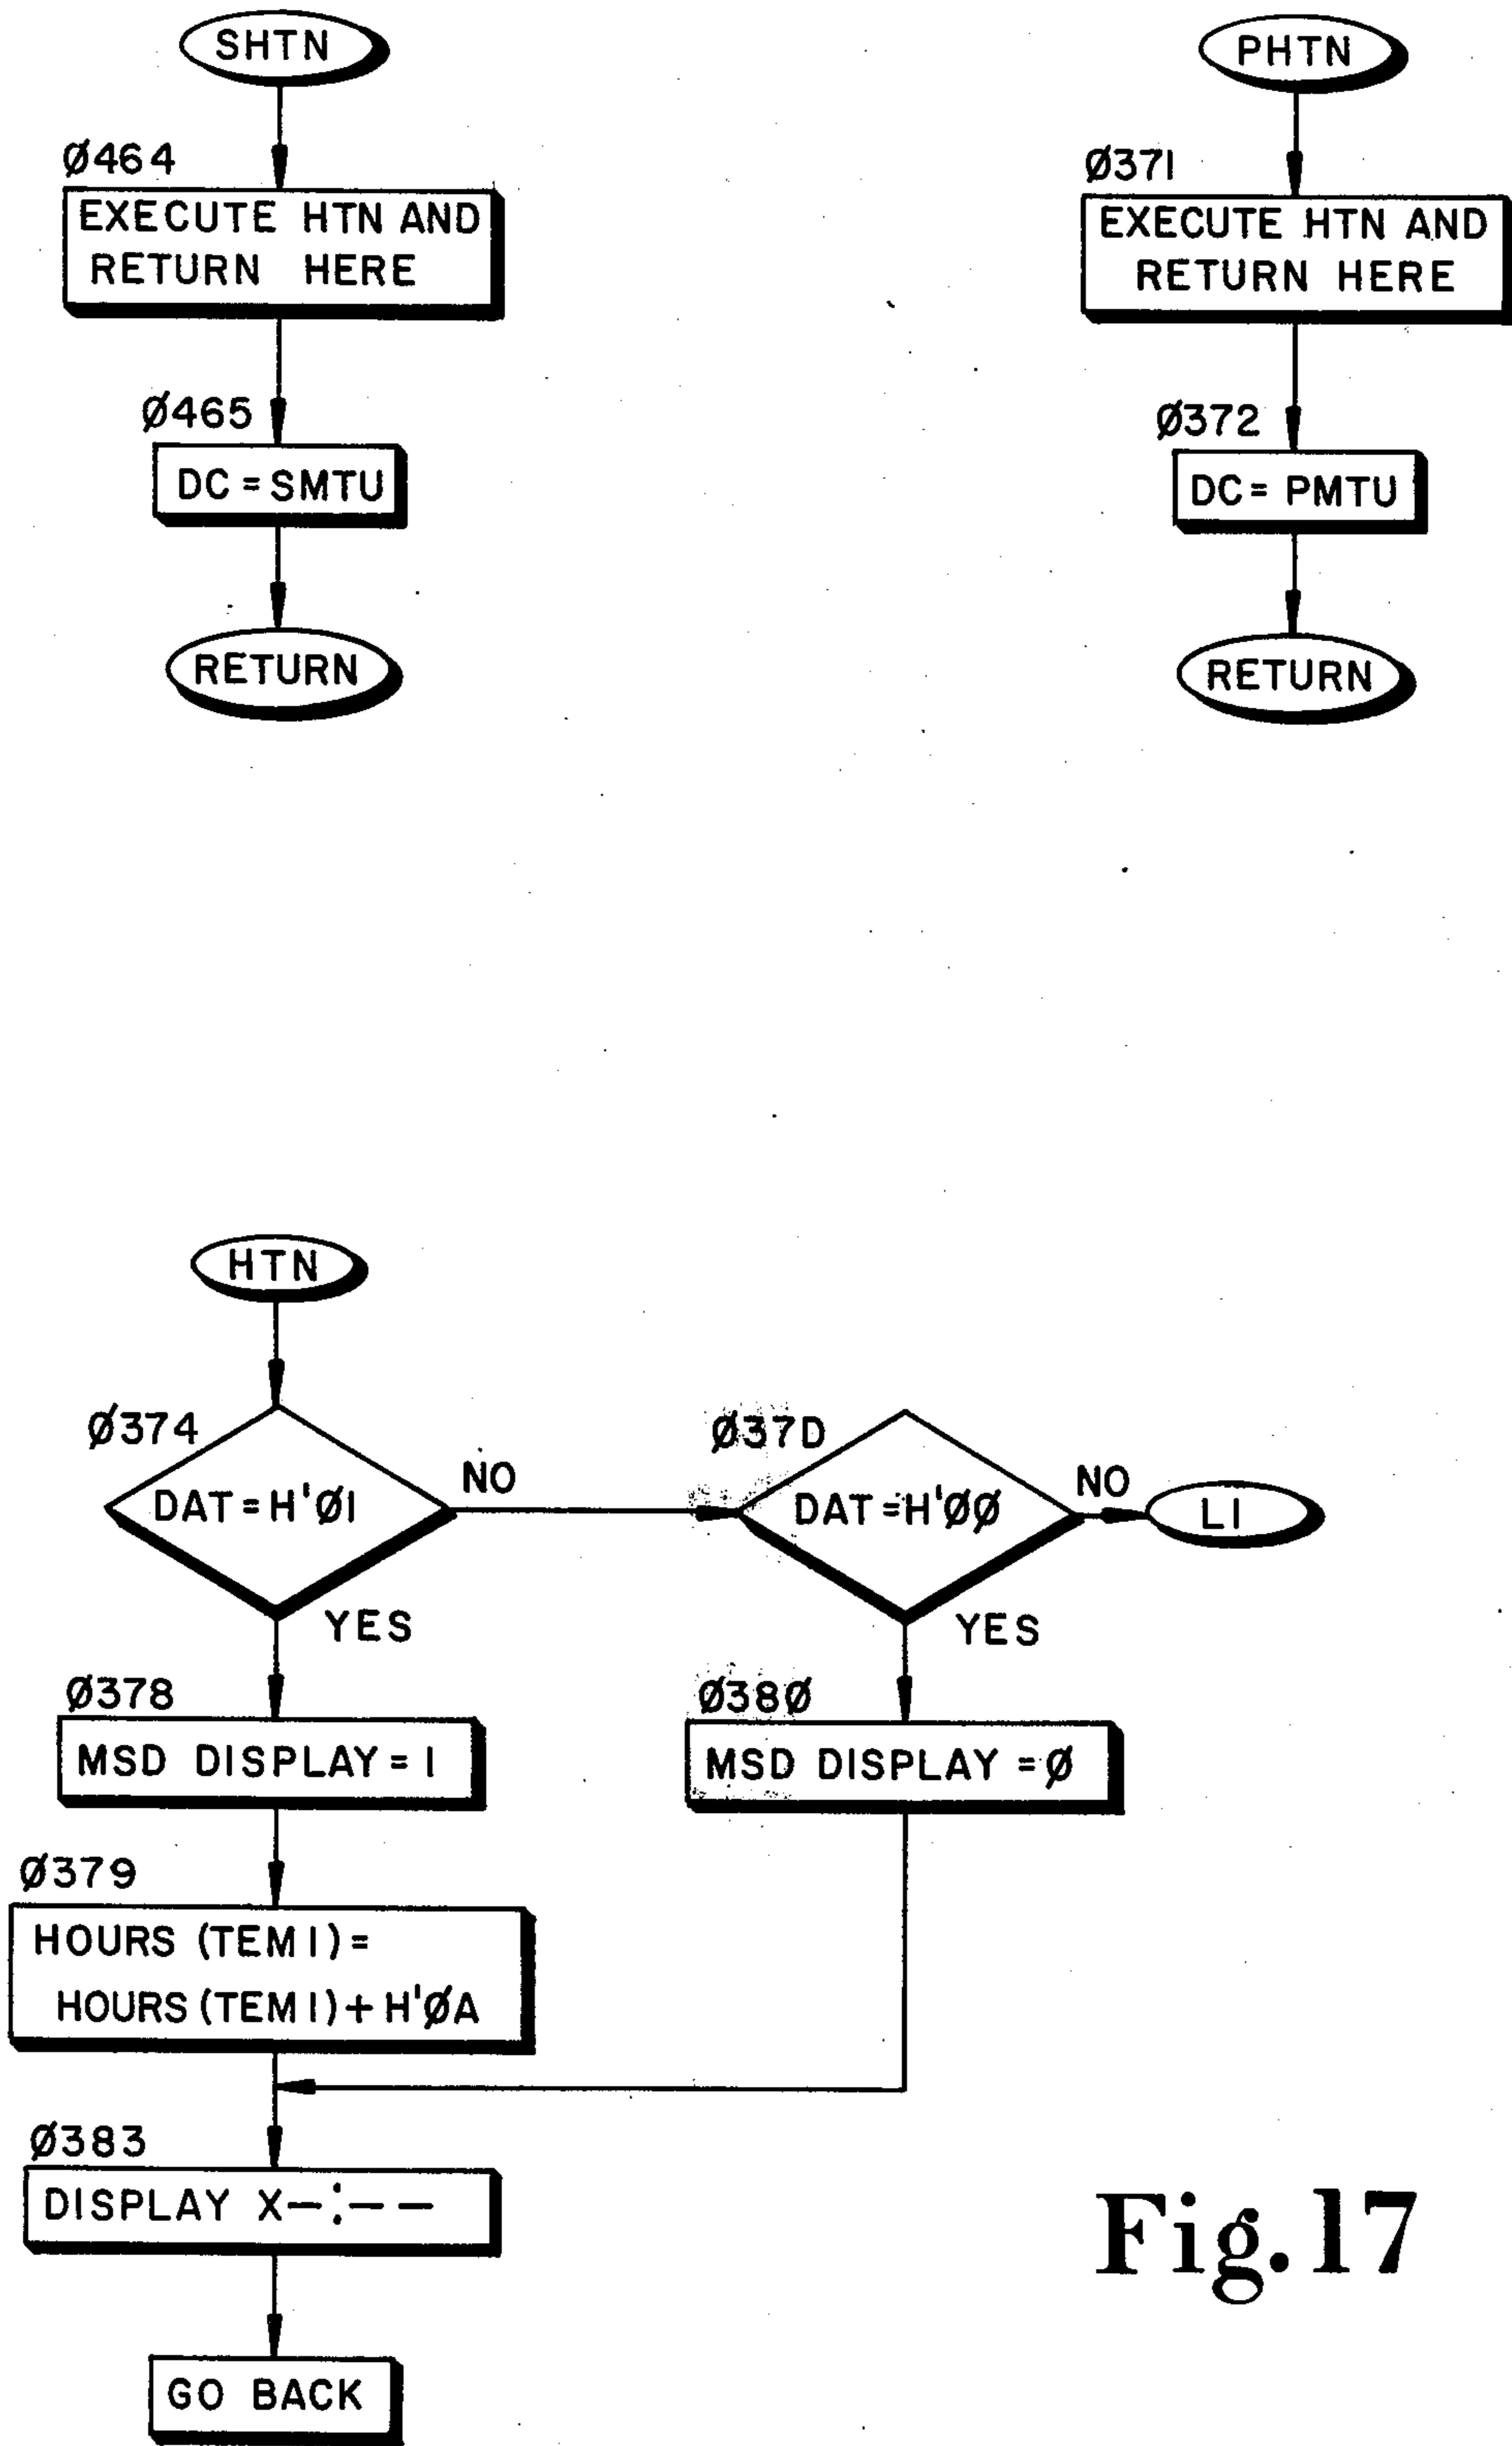 SHTN
Ø464
EXECUTE HTN AND
RETURN HERE
Ø465
DC = SMTU
RETURN
PHTN
Ø371
EXECUTE HTN AND
RETURN HERE
Ø372
DC = PMTU
RETURN
HTN
Ø374
DAT = H'Ø1
NO
YES
Ø37D
DAT = H'ØØ
NO
L1
YES
Ø378
MSD DISPLAY = 1
Ø380̸
MSD DISPLAY = Ø
Ø379
HOURS (TEM 1) =
HOURS (TEM 1) + H'ØA
Ø383
DISPLAY X–:– –
GO BACK
Fig. 17